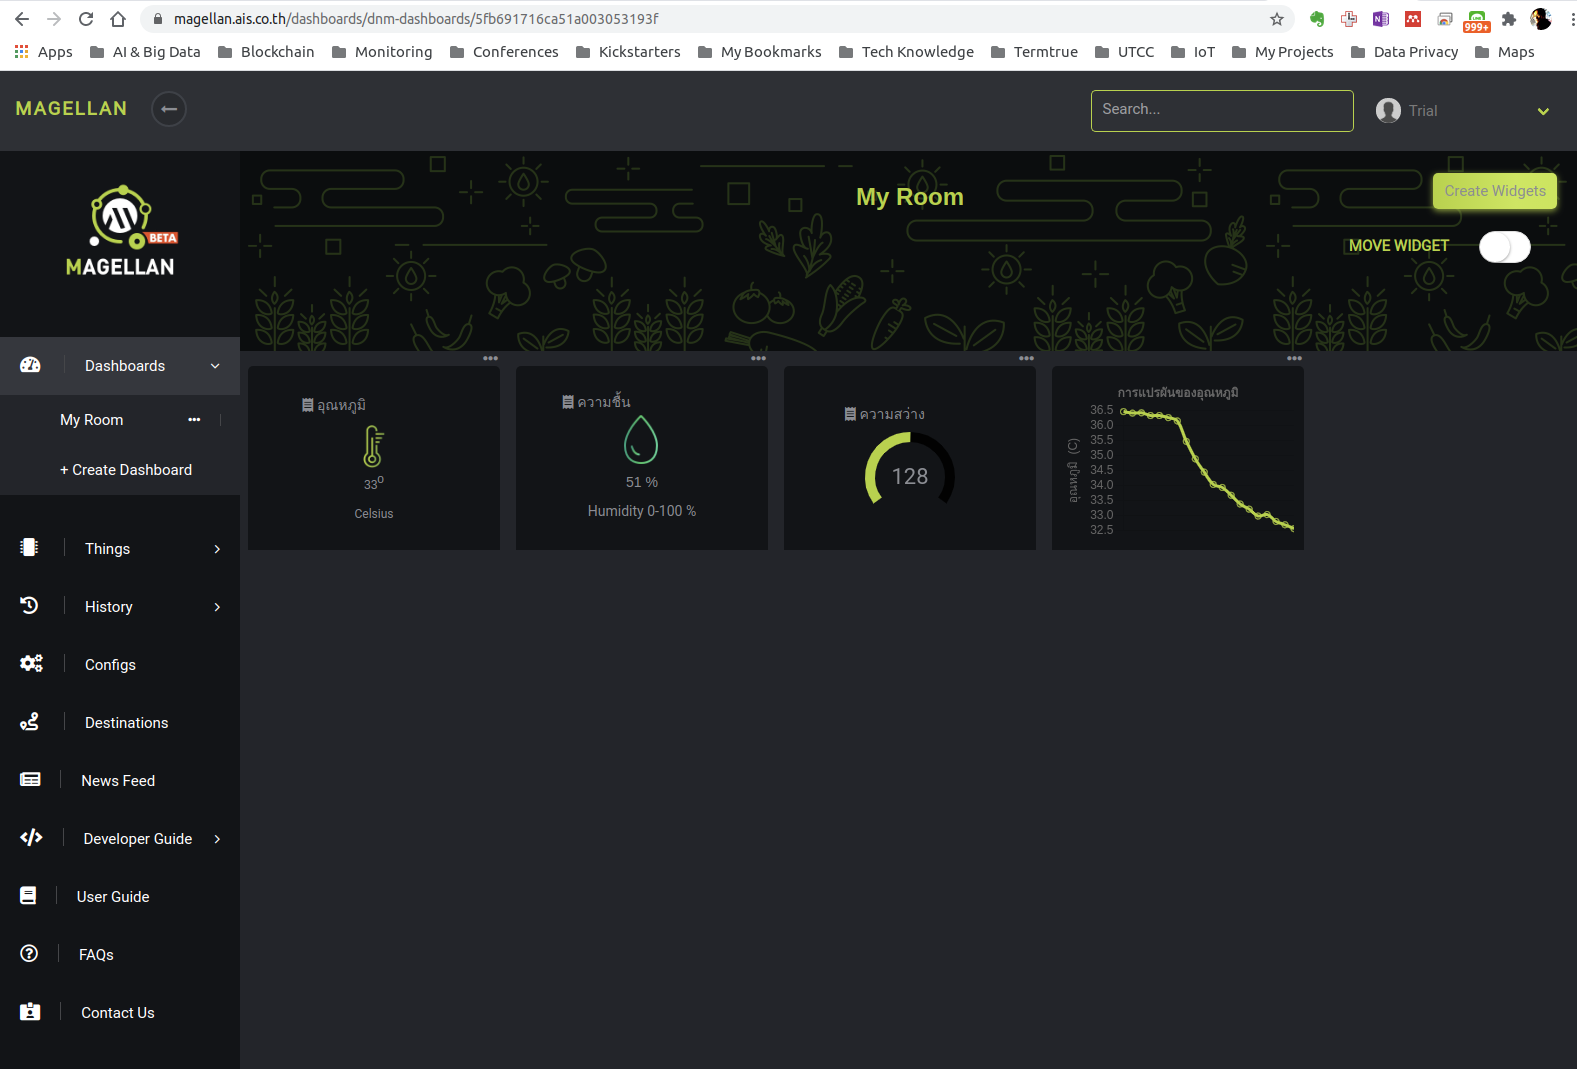 magellan.ais.co.th/dashboards/dnm-dashboards/5fb691716ca51a003053193f
999+
Apps AI & Big Data Blockchain Monitoring Conferences Kickstarters My Bookmarks Tech Knowledge Termtrue UTCC IoT My Projects Data Privacy Maps
MAGELLAN
Search...
Trial
BETA
MAGELLAN
My Room
Create Widgets
MOVE WIDGET
Dashboards
My Room
+ Create Dashboard
Things
History
Configs
Destinations
News Feed
Developer Guide
User Guide
FAQs
Contact Us
อุณหภูมิ
33°
Celsius
ความชื้น
51 %
Humidity 0-100 %
ความสว่าง
128
การแปรผันของอุณหภูมิ
อุณหภูมิ (C)
36.5
36.0
35.5
35.0
34.5
34.0
33.5
33.0
32.5